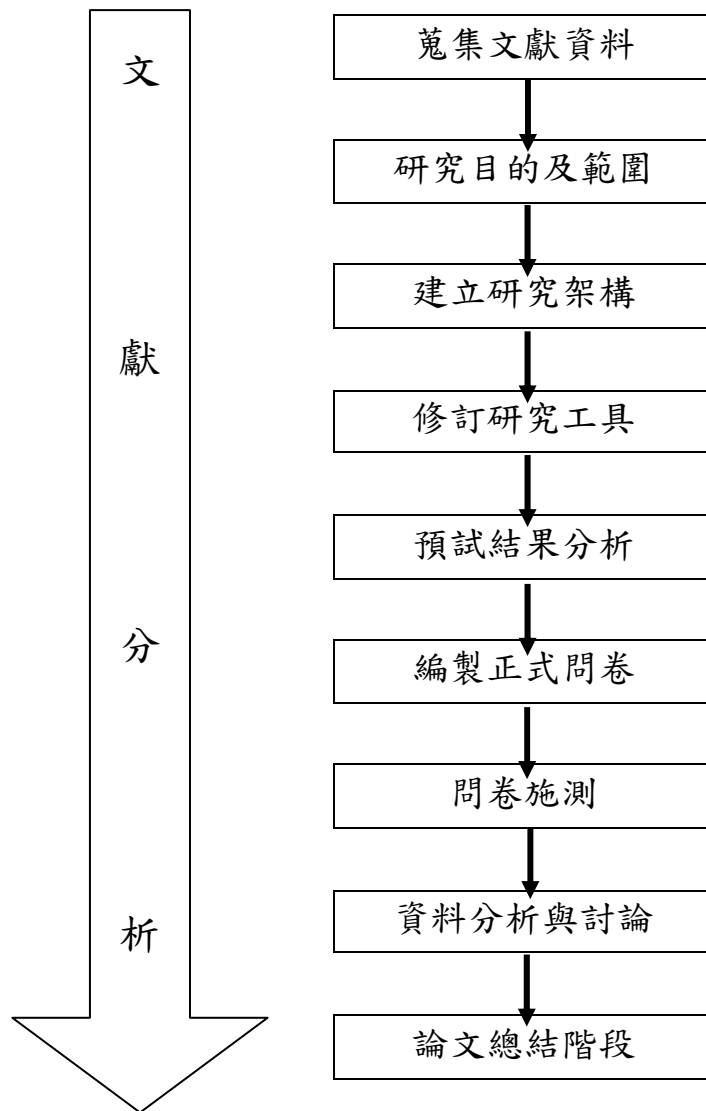 文
獻
分
析
蒐集文獻資料
研究目的及範圍
建立研究架構
修訂研究工具
預試結果分析
編製正式問卷
問卷施測
資料分析與討論
論文總結階段